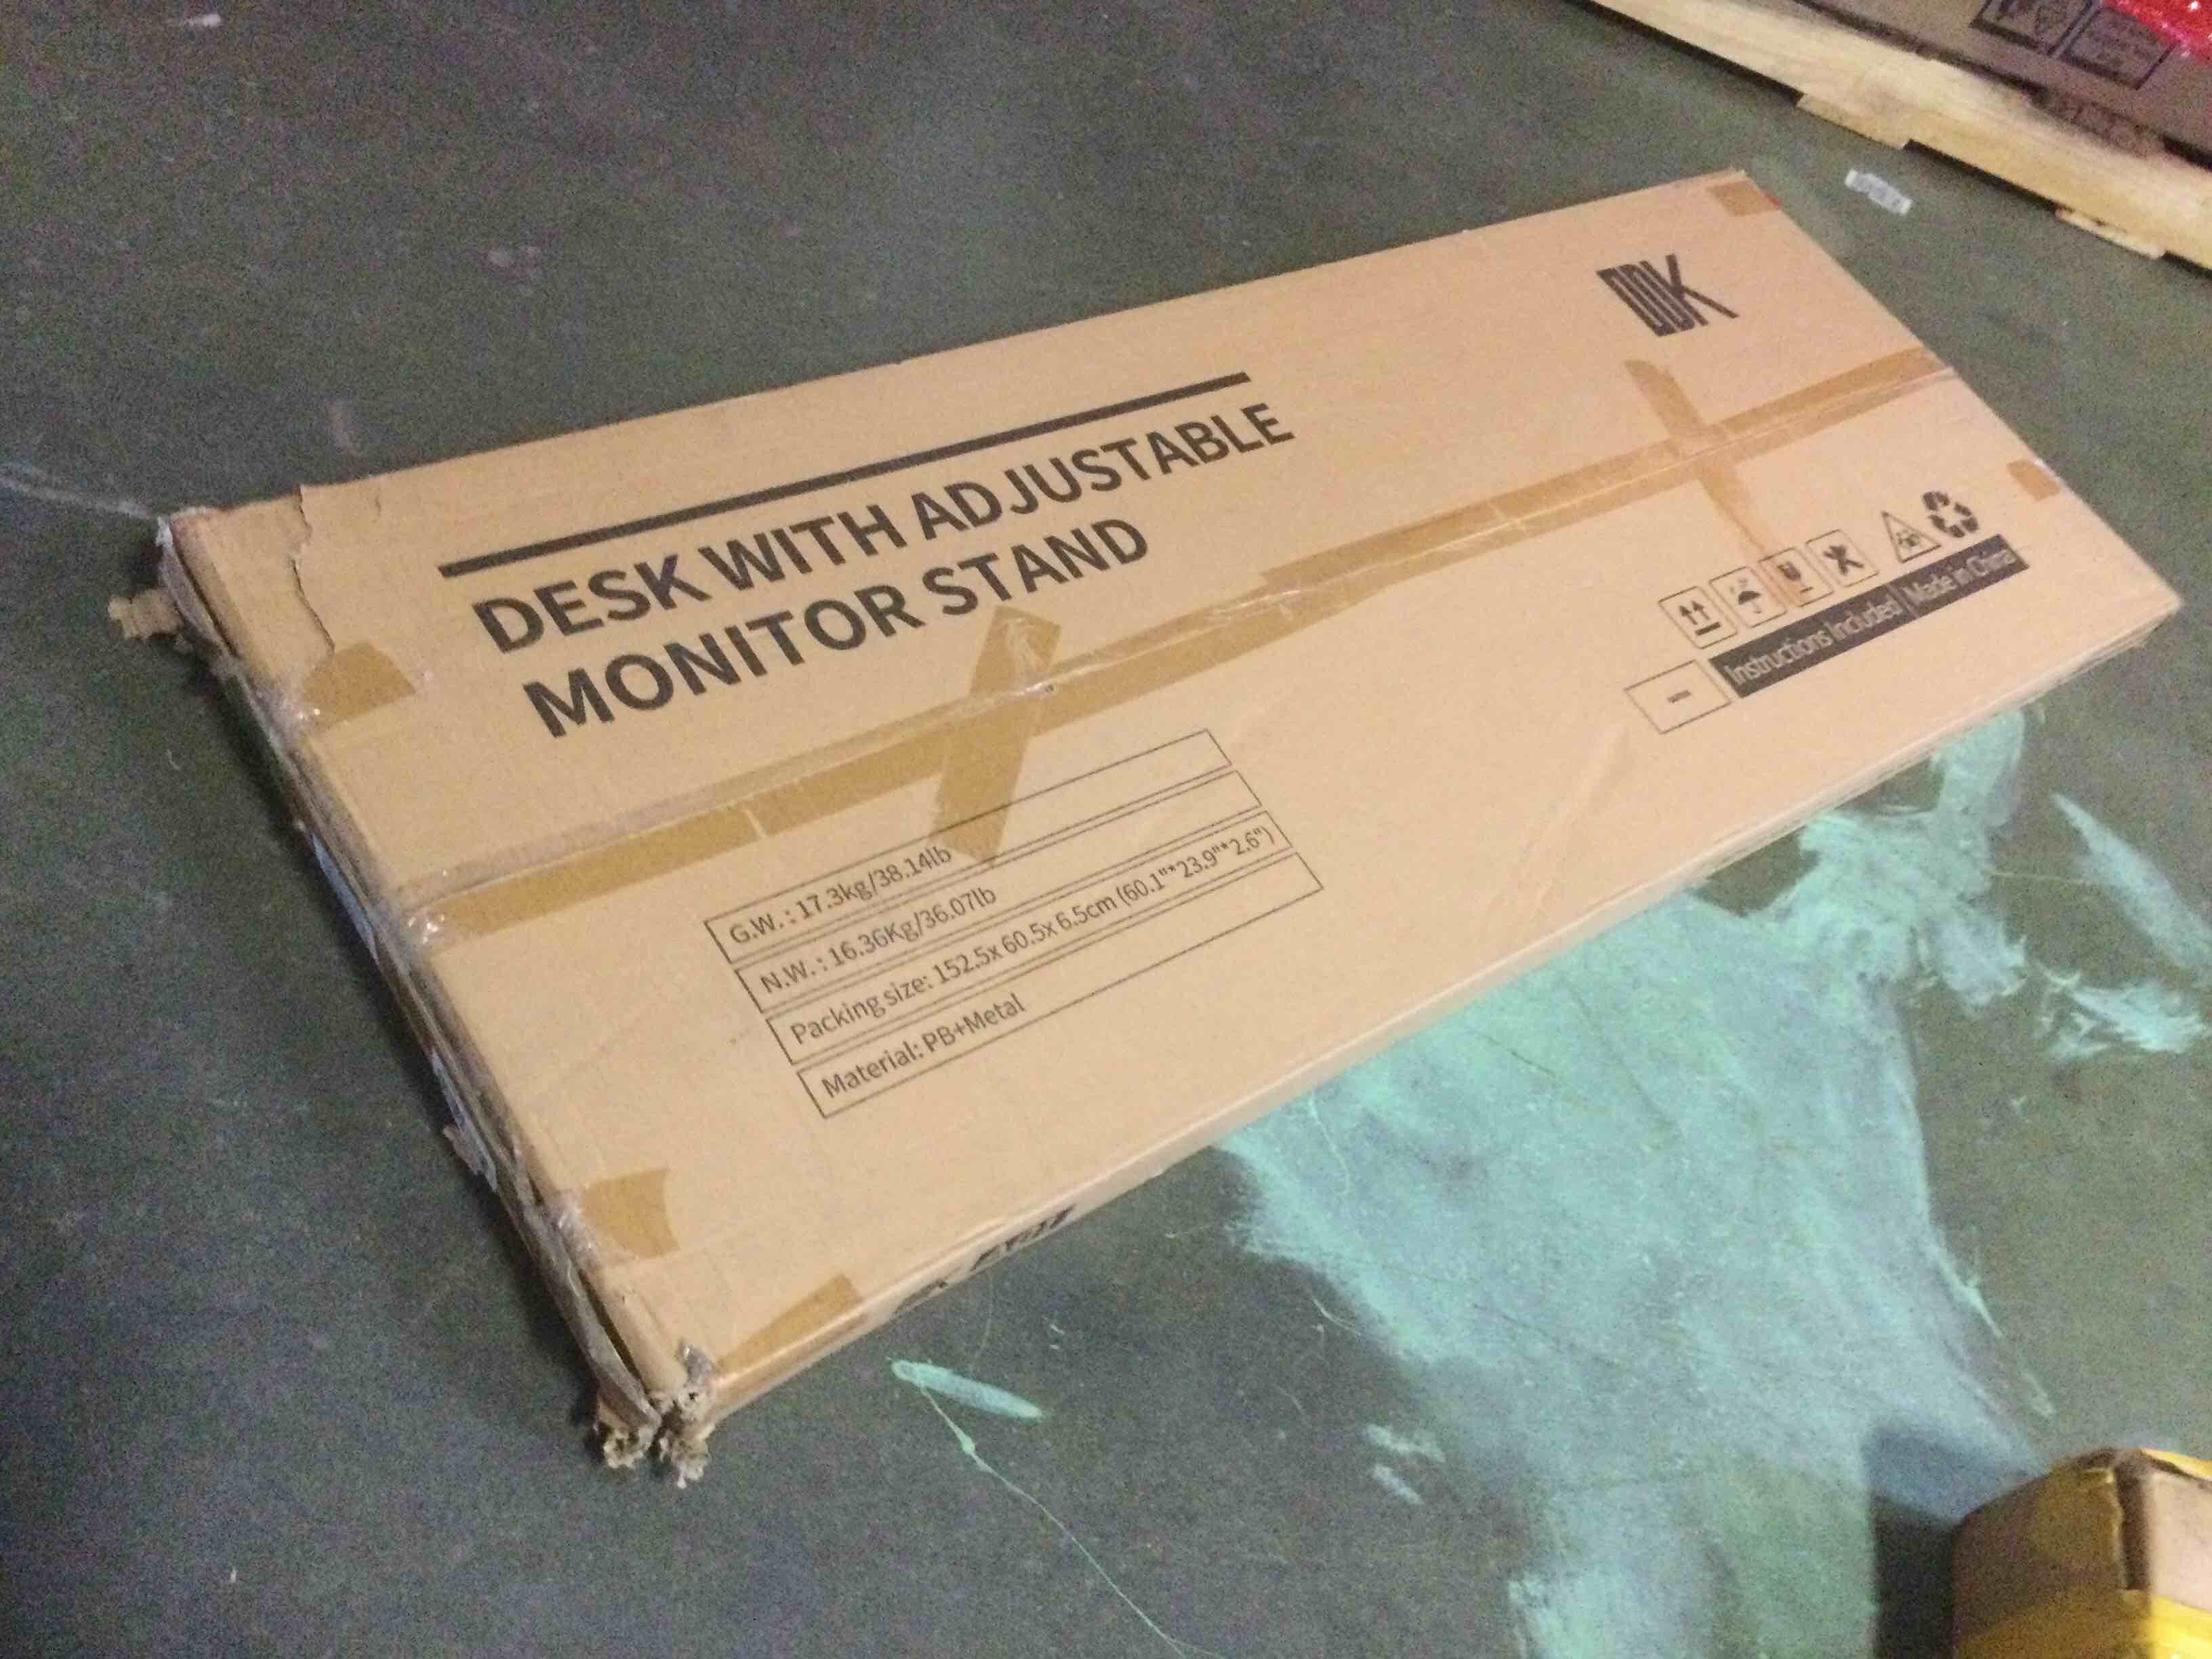 ODK
DESK WITH ADJUSTABLE
MONITOR STAND
G.W. : 17.3kg/38.14lb
N.W. : 16.36Kg/36.07lb
Packing size: 152.5x 60.5x 6.5cm (60.1"* 23.9"* 2.6")
Material: PB+Metal
Instructions Included | Made in China